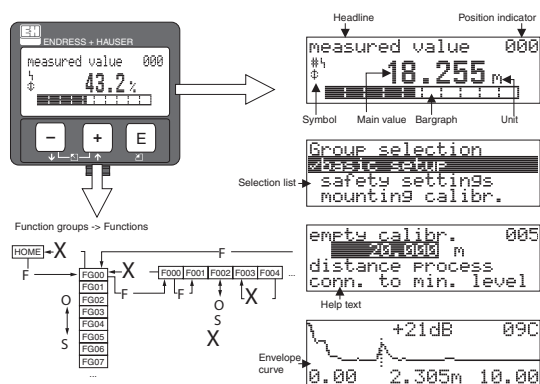 Headline
Position indicator
E+H
ENDRESS + HAUSER
measured value 000
43.2%
- + E
measured value 000
18.255 m
Symbol
Main value
Bargraph
Unit
Group selection
✓basic setup
safety settings
mounting calibr.
Selection list
Function groups -> Functions
HOME
X
F
FG00
FG01
FG02
FG03
FG04
FG05
FG06
FG07
...
O
S
X
F
F
F000 F001 F002 F003 F004 ...
F
O
S
X
X
empty calibr. 005
20.000 m
distance process
conn. to min. level
Help text
+21dB 09C
Envelope
curve
0.00 2.305m 10.00